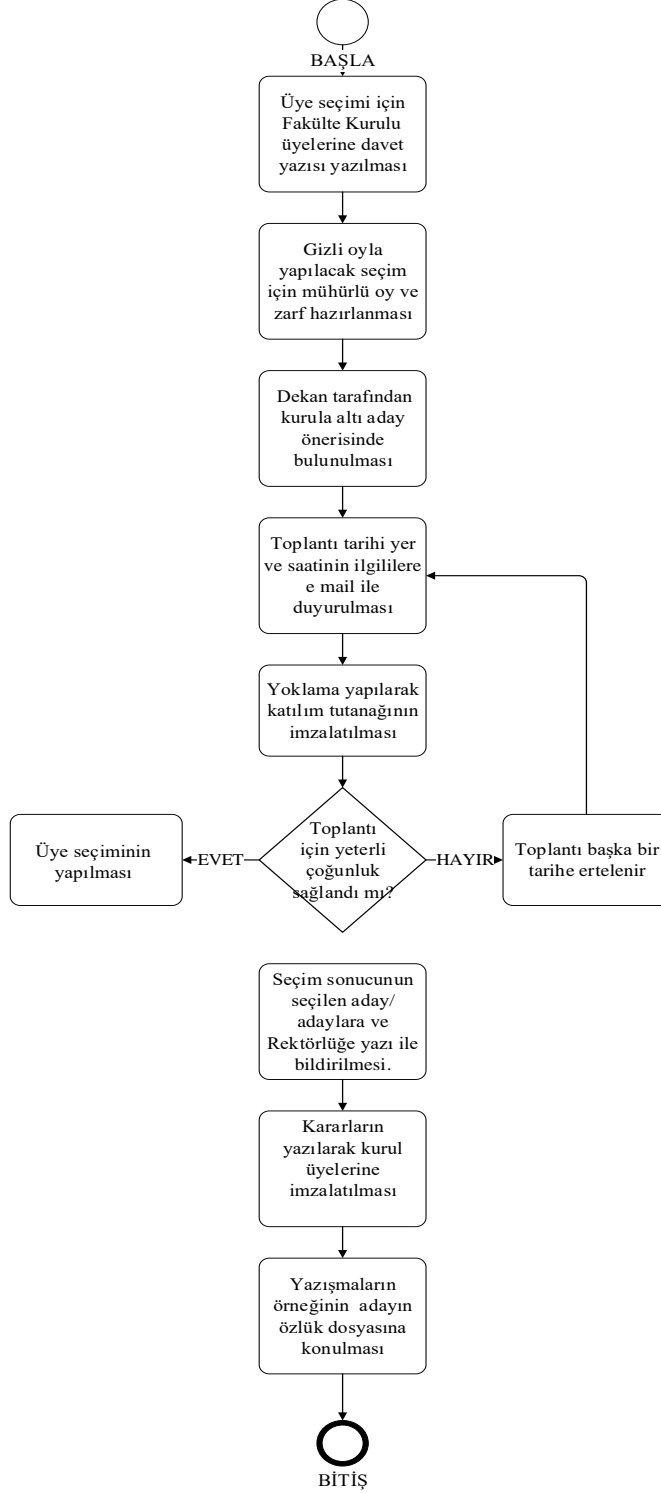 BAŞLA
Üye seçimi için
Fakülte Kurulu
üyelerine davet
yazısı yazılması
Gizli oyla
yapılacak seçim
için mühürlü oy ve
zarf hazırlanması
Dekan tarafından
kurula altı aday
önerisinde
bulunulması
Toplantı tarihi yer
ve saatinin ilgililere
e mail ile
duyurulması
Yoklama yapılarak
katılım tutanağının
imzalatılması
Toplantı
için yeterli
çoğunluk
sağlandı mı?
EVET
Üye seçiminin
yapılması
HAYIR
Toplantı başka bir
tarihe ertelenir
Seçim sonucunun
seçilen aday/
adaylara ve
Rektörlüğe yazı ile
bildirilmesi.
Kararların
yazılarak kurul
üyelerine
imzalatılması
Yazışmaların
örneğinin adayın
özlük dosyasına
konulması
BİTİŞ